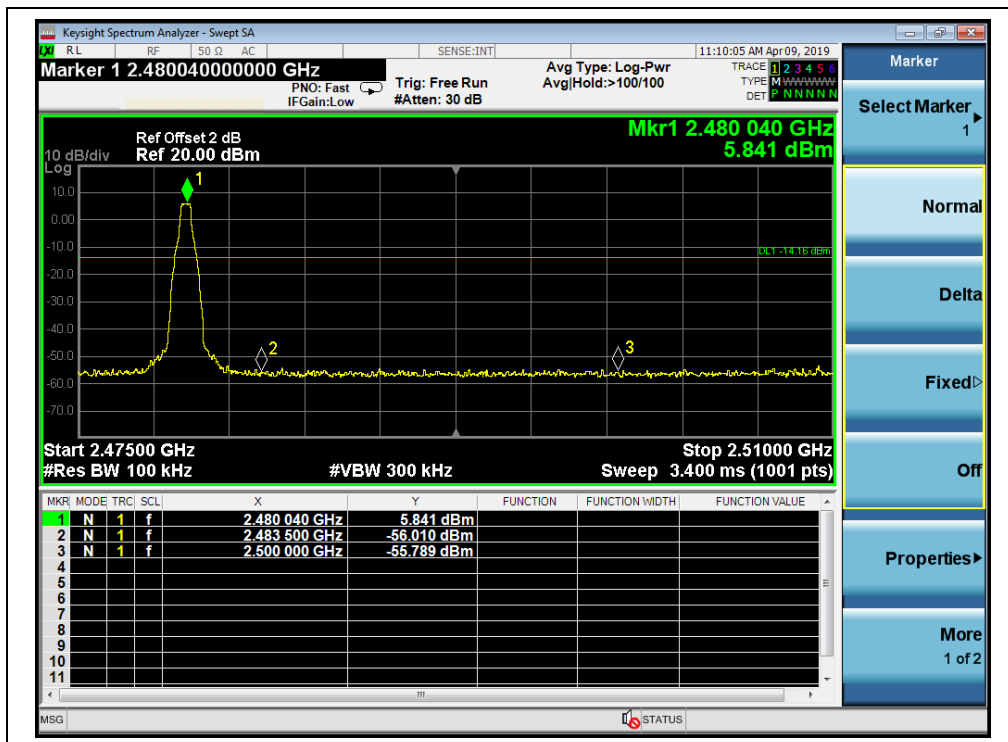 Keysight Spectrum Analyzer - Swept SA
LXI RL RF 50 Ω AC SENSE:INT 11:10:05 AM Apr 09, 2019
Marker 1 2.480040000000 GHz
PNO: Fast
IFGain:Low
Trig: Free Run
#Atten: 30 dB
Avg Type: Log-Pwr
Avg|Hold:>100/100
TRACE 1 2 3 4 5 6
TYPE M WWWWW
DET P N N N N N
Ref Offset 2 dB
10 dB/div Ref 20.00 dBm
Log
Mkr1 2.480 040 GHz
5.841 dBm
10.0
0.00
-10.0
-20.0
-30.0
-40.0
-50.0
-60.0
-70.0
1
2
3
DL1 -14.16 dBm
Start 2.47500 GHz Stop 2.51000 GHz
#Res BW 100 kHz #VBW 300 kHz Sweep 3.400 ms (1001 pts)
MKR MODE TRC SCL X Y FUNCTION FUNCTION WIDTH FUNCTION VALUE
1 N 1 f 2.480 040 GHz 5.841 dBm
2 N 1 f 2.483 500 GHz -56.010 dBm
3 N 1 f 2.500 000 GHz -55.789 dBm
4
5
6
7
8
9
10
11
MSG STATUS
Marker
Select Marker
1
Normal
Delta
Fixed
Off
Properties
More
1 of 2